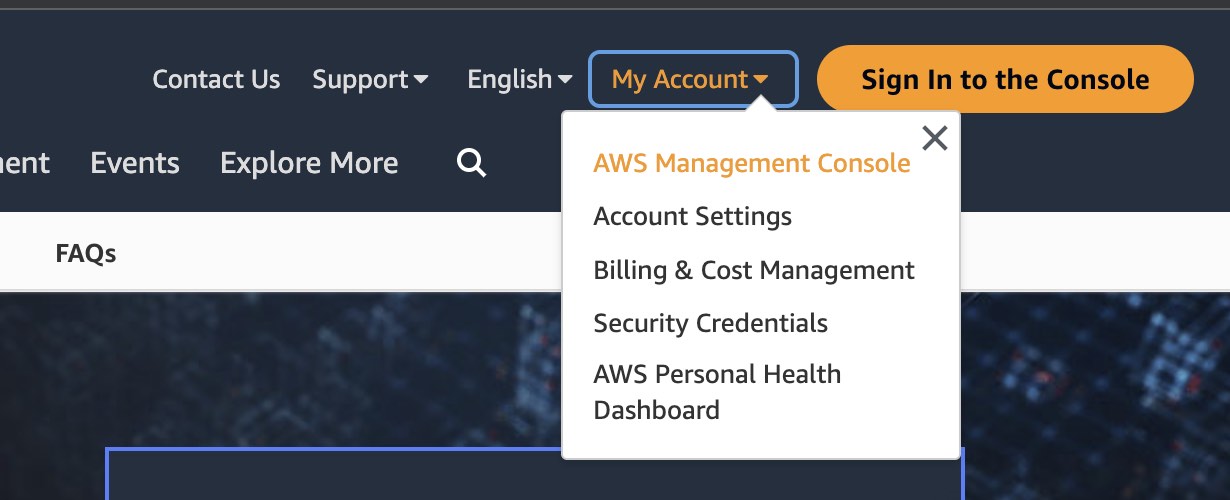 Contact Us Support English My Account Sign In to the Console
Events Explore More
AWS Management Console
Account Settings
FAQs
Billing & Cost Management
Security Credentials
AWS Personal Health
Dashboard